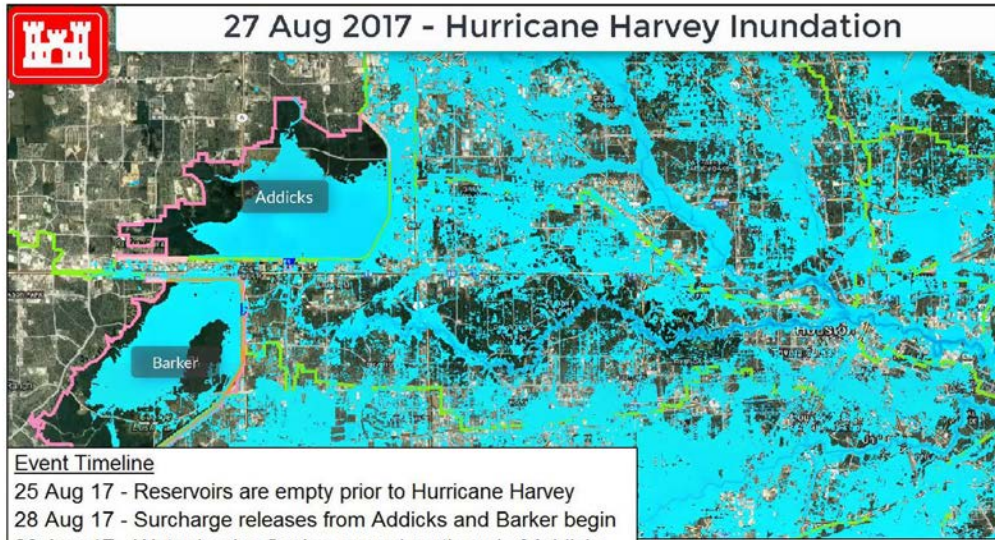 27 Aug 2017 - Hurricane Harvey Inundation
Addicks
Houston
Barker
Event Timeline
25 Aug 17 - Reservoirs are empty prior to Hurricane Harvey
28 Aug 17 - Surcharge releases from Addicks and Barker begin